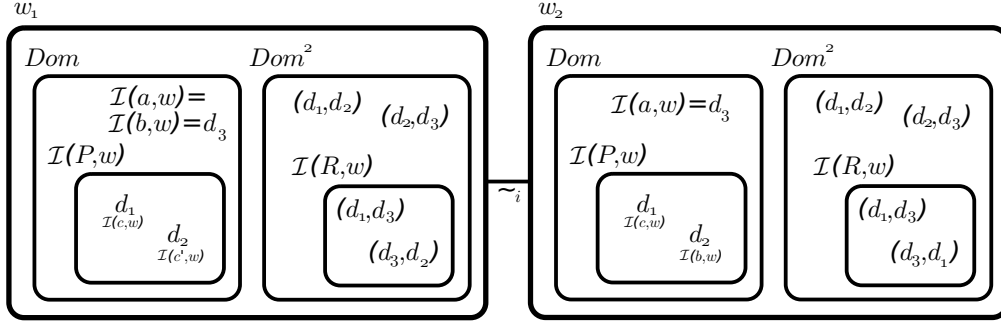 w₁
Dom
Dom²
ℐ(a,w)=
ℐ(b,w)=d₃
ℐ(P,w)
d₁
ℐ(c,w)
d₂
ℐ(c',w)
(d₁,d₂)
(d₂,d₃)
ℐ(R,w)
(d₁,d₃)
(d₃,d₂)
~ᵢ
w₂
Dom
Dom²
ℐ(a,w)=d₃
ℐ(P,w)
d₁
ℐ(c,w)
d₂
ℐ(b,w)
(d₁,d₂)
(d₂,d₃)
ℐ(R,w)
(d₁,d₃)
(d₃,d₁)